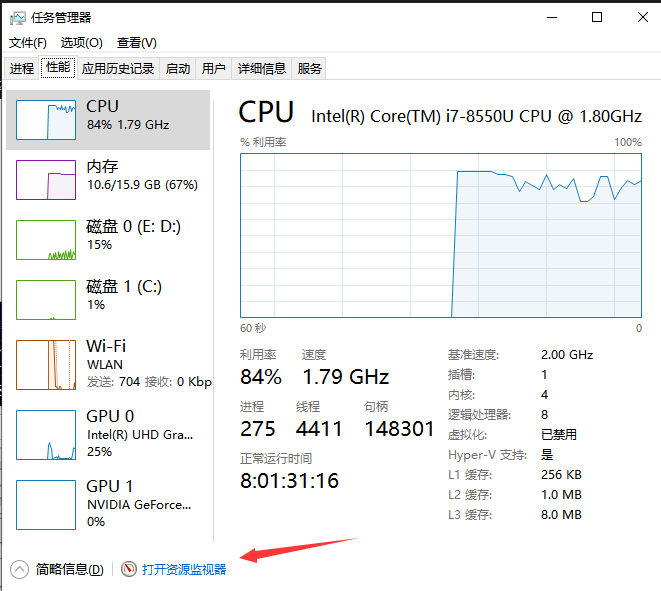 任务管理器
文件(F) 选项(O) 查看(V)
进程 性能 应用历史记录 启动 用户 详细信息 服务
CPU
84% 1.79 GHz
内存
10.6/15.9 GB (67%)
磁盘 0 (E: D:)
15%
磁盘 1 (C:)
1%
Wi-Fi
WLAN
发送: 704 接收: 0 Kbp
GPU 0
Intel(R) UHD Gra...
25%
GPU 1
NVIDIA GeForce...
0%
CPU Intel(R) Core(TM) i7-8550U CPU @ 1.80GHz
% 利用率 100%
60 秒 0
利用率 速度
84% 1.79 GHz
进程 线程 句柄
275 4411 148301
正常运行时间
8:01:31:16
基准速度: 2.00 GHz
插槽: 1
内核: 4
逻辑处理器: 8
虚拟化: 已禁用
Hyper-V 支持: 是
L1 缓存: 256 KB
L2 缓存: 1.0 MB
L3 缓存: 8.0 MB
简略信息(D) 打开资源监视器